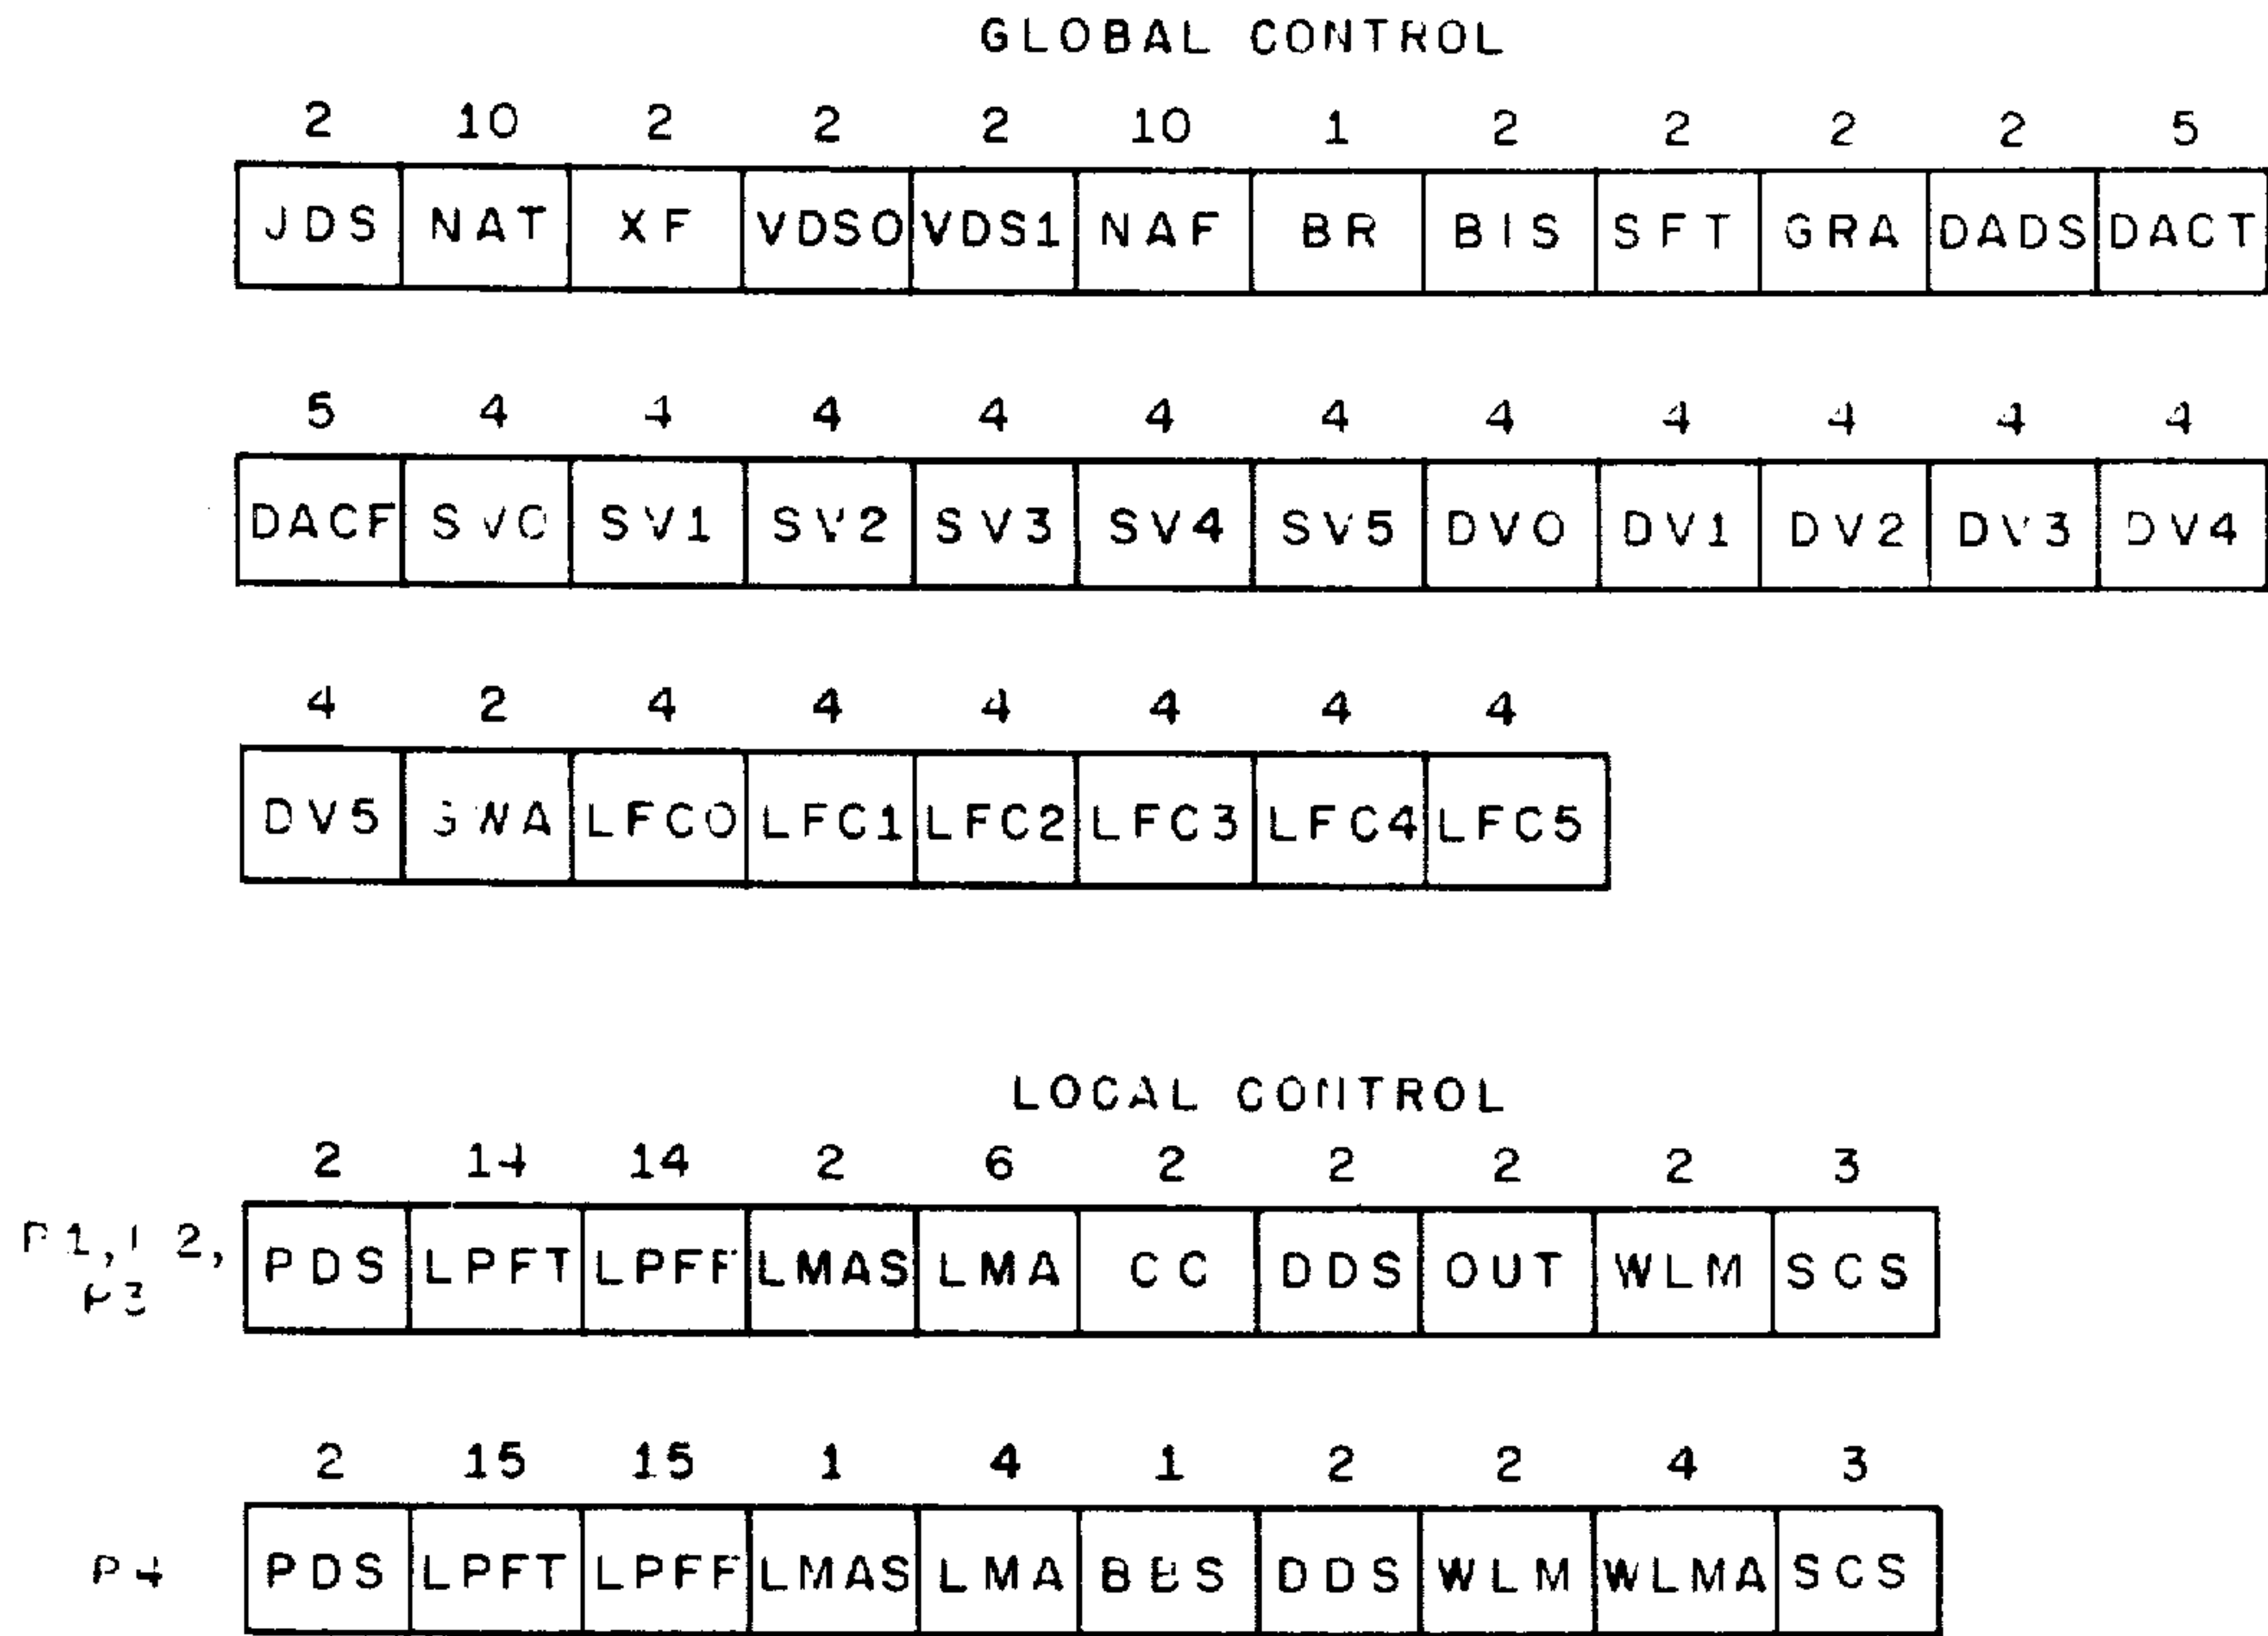 GLOBAL CONTROL
2 10 2 2 2 10 1 2 2 2 2 5
JDS NAT XF VDS0 VDS1 NAF BR BIS SFT GRA DADS DACT
5 4 4 4 4 4 4 4 4 4 4 4
DACF SV0 SV1 SV2 SV3 SV4 SV5 DV0 DV1 DV2 DV3 DV4
4 2 4 4 4 4 4 4
DV5 GWA LFC0 LFC1 LFC2 LFC3 LFC4 LFC5
LOCAL CONTROL
2 14 14 2 6 2 2 2 2 3
P1, P2,
P3
PDS LPFT LPFF LMAS LMA CC DDS OUT WLM SCS
2 15 15 1 4 1 2 2 4 3
P4 PDS LPFT LPFF LMAS LMA BBS DDS WLM WLMA SCS